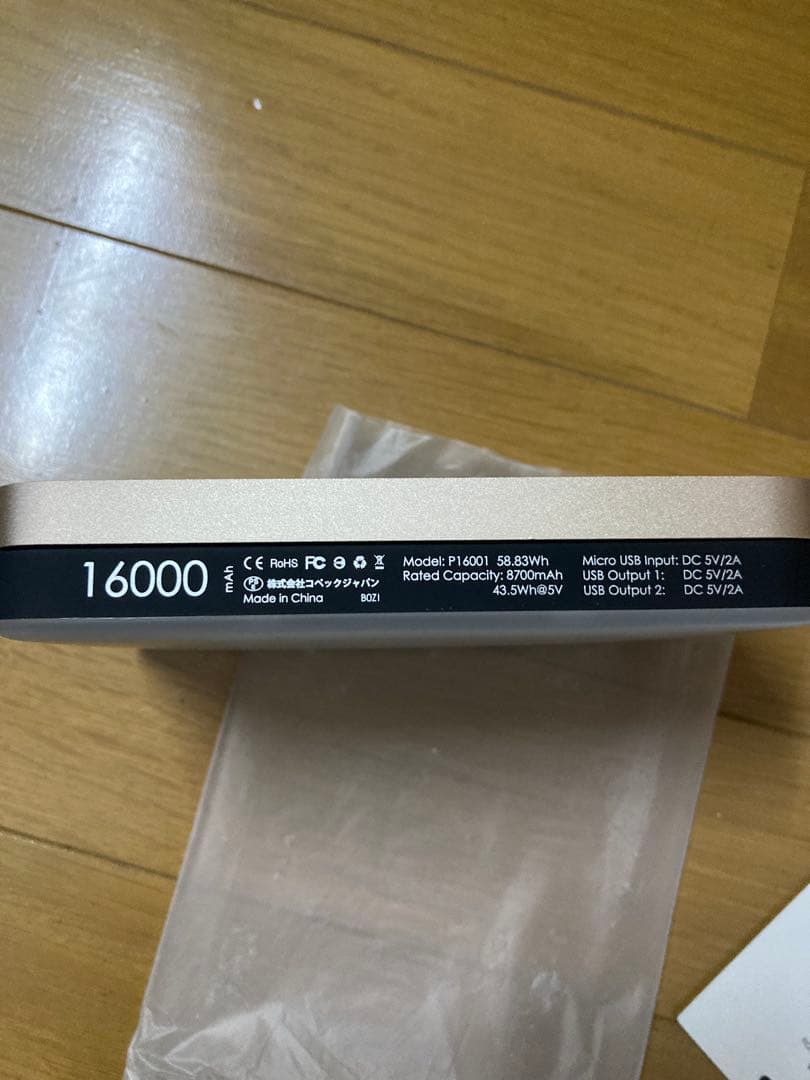 16000 mAh
CE RoHS FC
PSE 株式会社コペックジャパン
Made in China BOZI
Model: P16001 58.83Wh
Rated Capacity: 8700mAh
43.5Wh@5V
Micro USB Input: DC 5V/2A
USB Output 1: DC 5V/2A
USB Output 2: DC 5V/2A